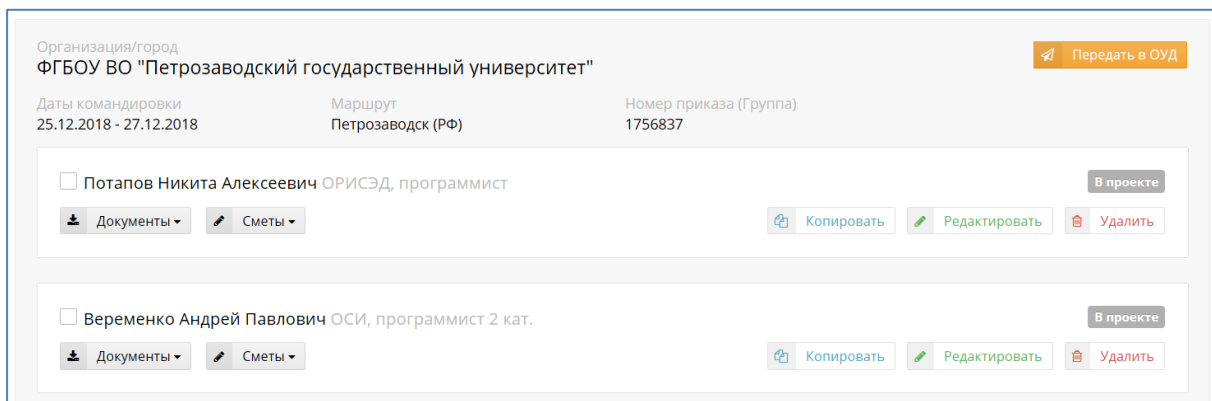 Организация/город
ФГБОУ ВО "Петрозаводский государственный университет"
Передать в ОУД
Даты командировки Маршрут Номер приказа (Группа)
25.12.2018 - 27.12.2018 Петрозаводск (РФ) 1756837
Потапов Никита Алексеевич ОРИСЭД, программист В проекте
Документы Сметы Копировать Редактировать Удалить
Веременко Андрей Павлович ОСИ, программист 2 кат. В проекте
Документы Сметы Копировать Редактировать Удалить